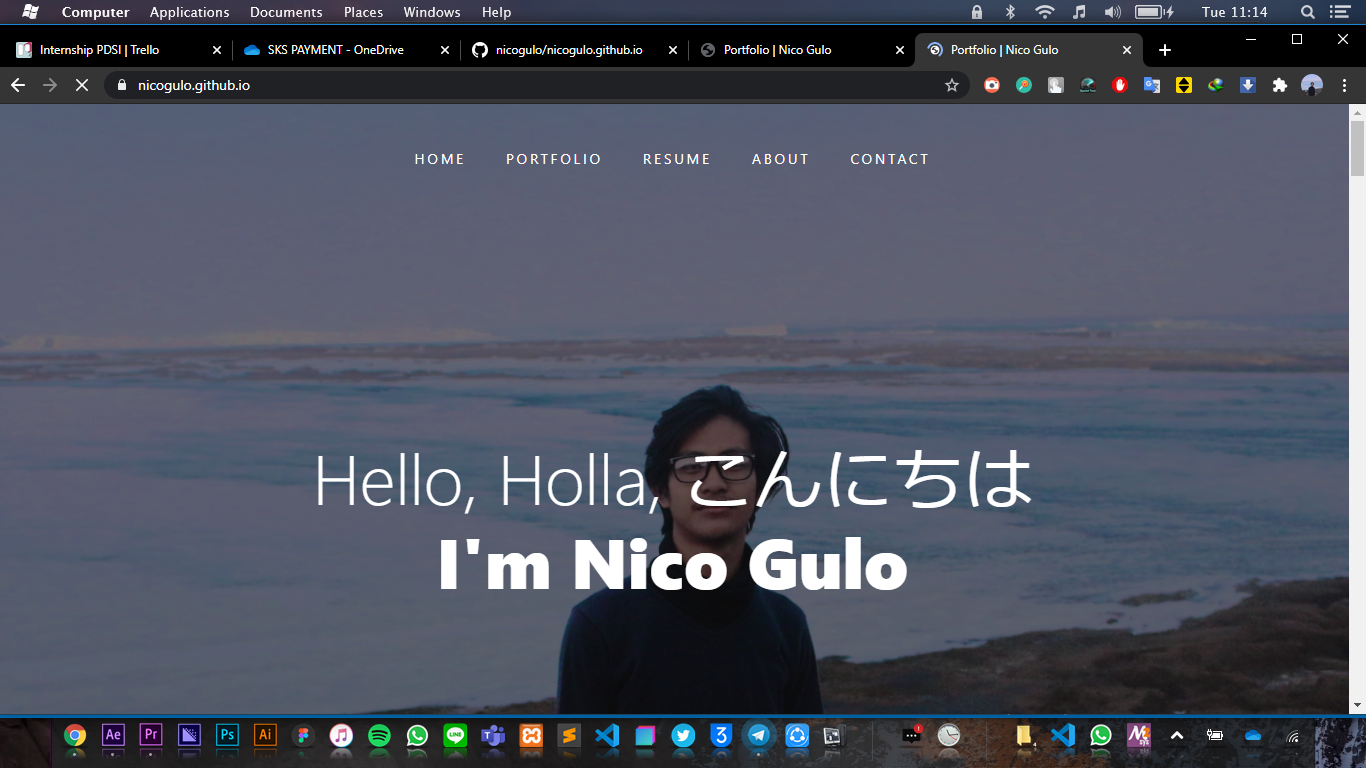 Computer Applications Documents Places Windows Help Tue 11:14
Internship PDSI | Trello
SKS PAYMENT - OneDrive
nicogulo/nicogulo.github.io
Portfolio | Nico Gulo
Portfolio | Nico Gulo
nicogulo.github.io
HOME PORTFOLIO RESUME ABOUT CONTACT
Hello, Holla, こんにちは
I'm Nico Gulo
Ae Pr Ps Ai